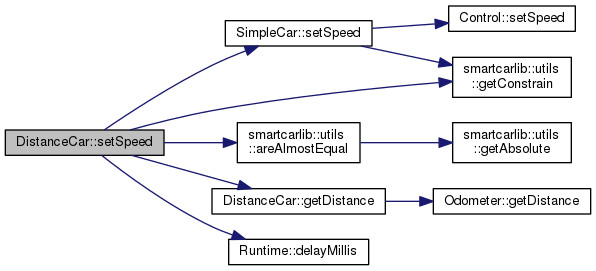 DistanceCar::setSpeed
SimpleCar::setSpeed
Control::setSpeed
smartcarlib::utils
::getConstrain
smartcarlib::utils
::areAlmostEqual
smartcarlib::utils
::getAbsolute
DistanceCar::getDistance
Odometer::getDistance
Runtime::delayMillis